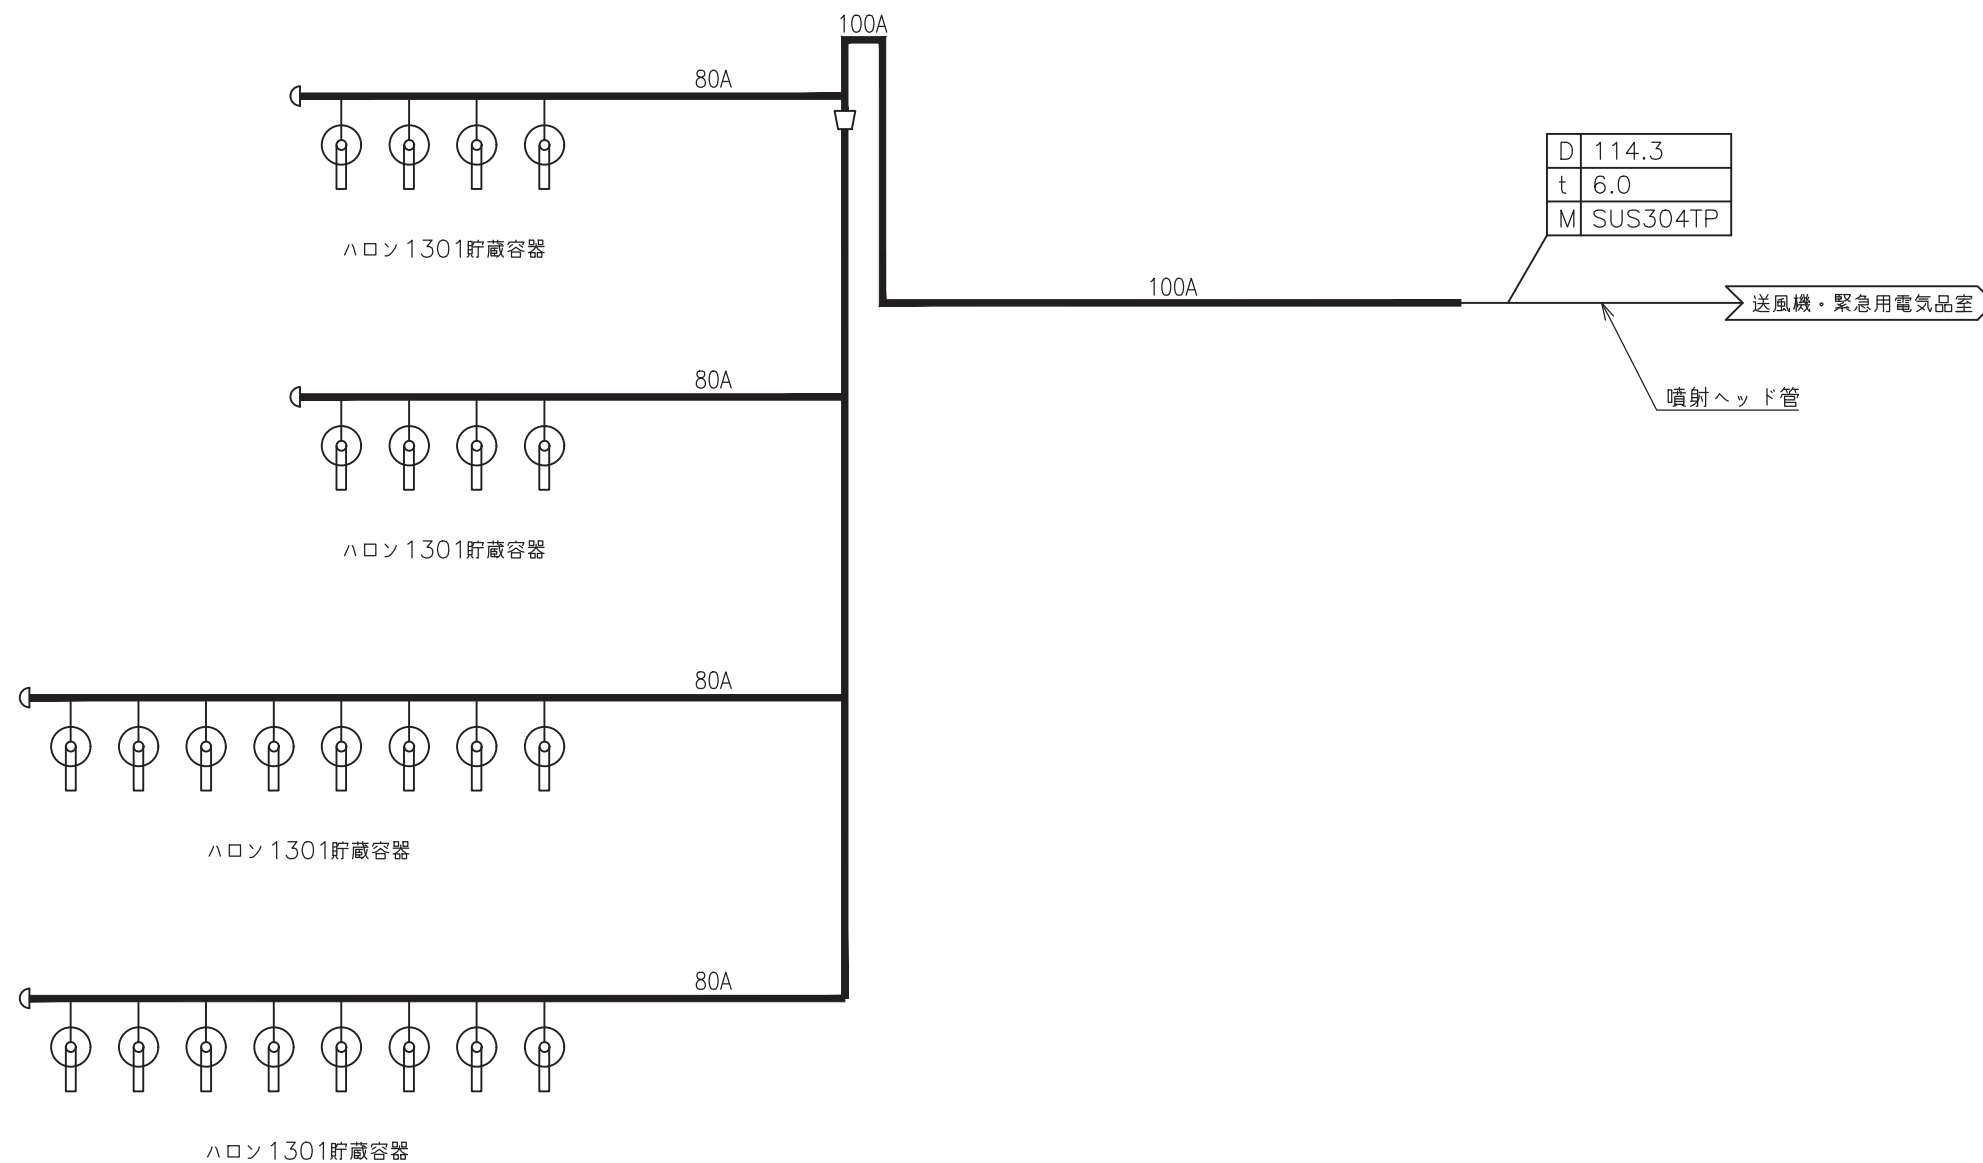 100A
80A
D 114.3
t 6.0
M SUS304TP
ハロン1301貯蔵容器
100A
送風機・緊急用電気品室
80A
噴射ヘッド管
ハロン1301貯蔵容器
80A
ハロン1301貯蔵容器
80A
ハロン1301貯蔵容器